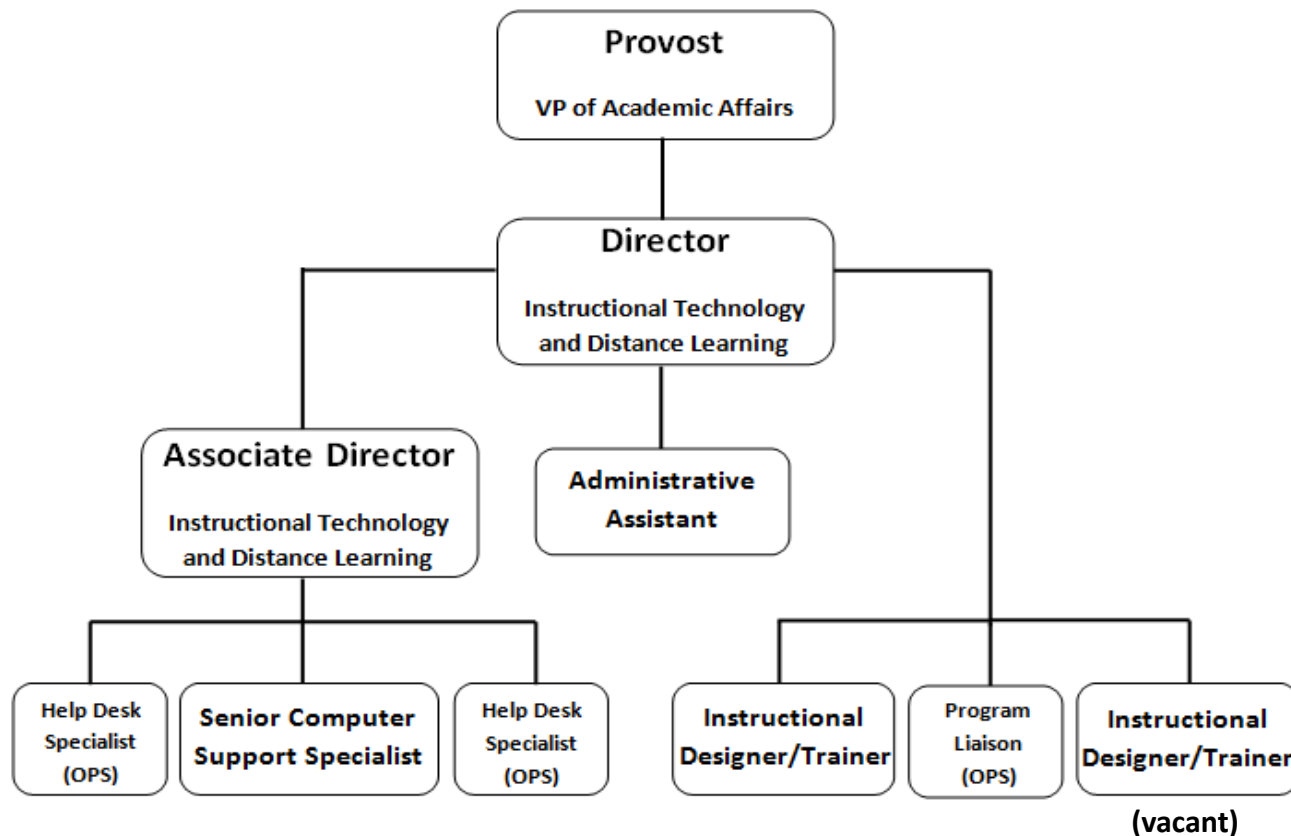 Provost
VP of Academic Affairs
Director
Instructional Technology
and Distance Learning
Associate Director
Instructional Technology
and Distance Learning
Administrative
Assistant
Help Desk
Specialist
(OPS)
Senior Computer
Support Specialist
Help Desk
Specialist
(OPS)
Instructional
Designer/Trainer
Program
Liaison
(OPS)
Instructional
Designer/Trainer
(vacant)